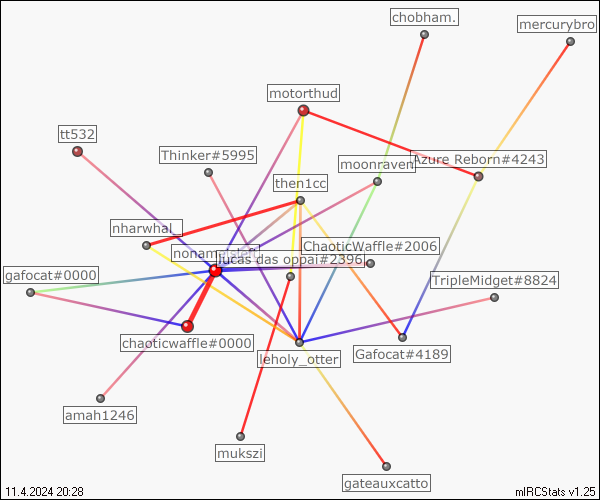 chobham.
mercurybro
motorthud
tt532
Thinker#5995
moonraven
Azure Reborn#4243
then1cc
nharwhal_
ChaoticWaffle#2006
lucas das oppai#2396
gafocat#0000
TripleMidget#8824
chaoticwaffle#0000
leholy_otter
Gafocat#4189
amah1246
mukszi
gateauxcatto
11.4.2024 20:28
mIRCStats v1.25